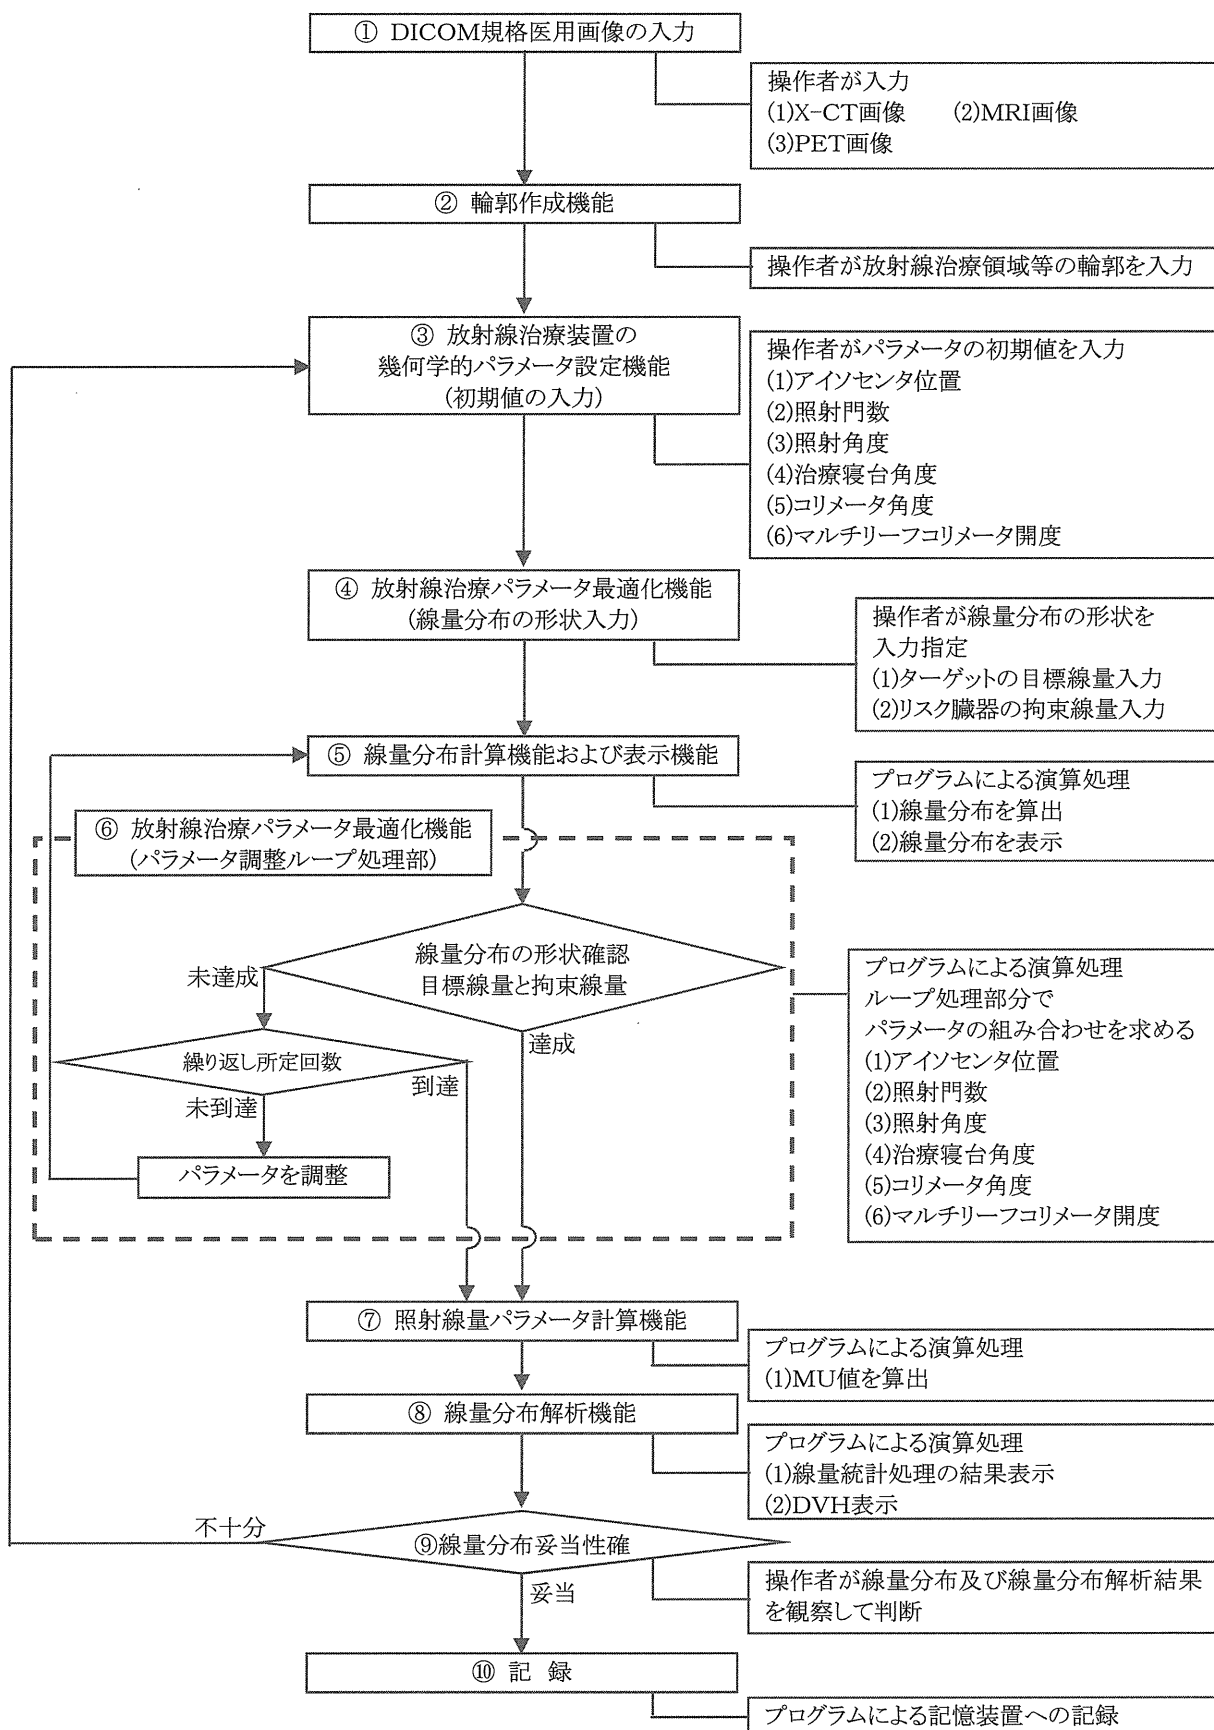 ① DICOM規格医用画像の入力
操作者が入力
(1)X-CT画像 (2)MRI画像
(3)PET画像
② 輪郭作成機能
操作者が放射線治療領域等の輪郭を入力
③ 放射線治療装置の
幾何学的パラメータ設定機能
(初期値の入力)
操作者がパラメータの初期値を入力
(1)アイソセンタ位置
(2)照射門数
(3)照射角度
(4)治療寝台角度
(5)コリメータ角度
(6)マルチリーフコリメータ開度
④ 放射線治療パラメータ最適化機能
(線量分布の形状入力)
操作者が線量分布の形状を
入力指定
(1)ターゲットの目標線量入力
(2)リスク臓器の拘束線量入力
⑤ 線量分布計算機能および表示機能
プログラムによる演算処理
(1)線量分布を算出
(2)線量分布を表示
⑥ 放射線治療パラメータ最適化機能
(パラメータ調整ループ処理部)
線量分布の形状確認
目標線量と拘束線量
未達成
達成
繰り返し所定回数
到達
未到達
パラメータを調整
プログラムによる演算処理
ループ処理部分で
パラメータの組み合わせを求める
(1)アイソセンタ位置
(2)照射門数
(3)照射角度
(4)治療寝台角度
(5)コリメータ角度
(6)マルチリーフコリメータ開度
⑦ 照射線量パラメータ計算機能
プログラムによる演算処理
(1)MU値を算出
⑧ 線量分布解析機能
プログラムによる演算処理
(1)線量統計処理の結果表示
(2)DVH表示
不十分
⑨線量分布妥当性確
妥当
操作者が線量分布及び線量分布解析結果
を観察して判断
⑩ 記 録
プログラムによる記憶装置への記録